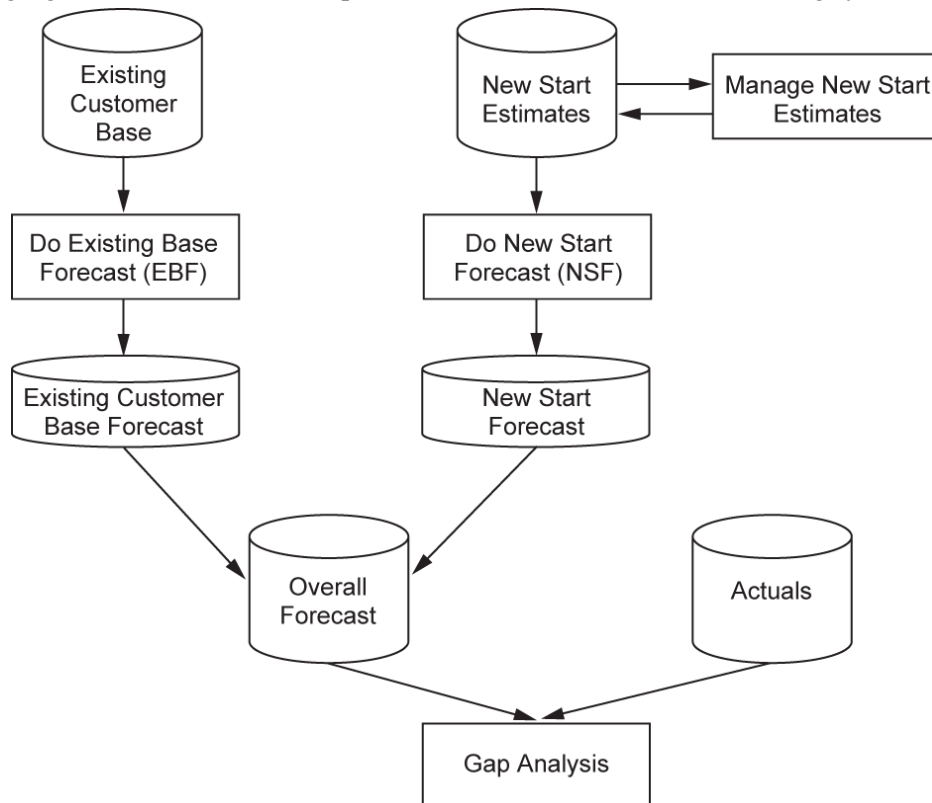 Existing
Customer
Base
New Start
Estimates
Manage New Start
Estimates
Do Existing Base
Forecast (EBF)
Do New Start
Forecast (NSF)
Existing Customer
Base Forecast
New Start
Forecast
Overall
Forecast
Actuals
Gap Analysis